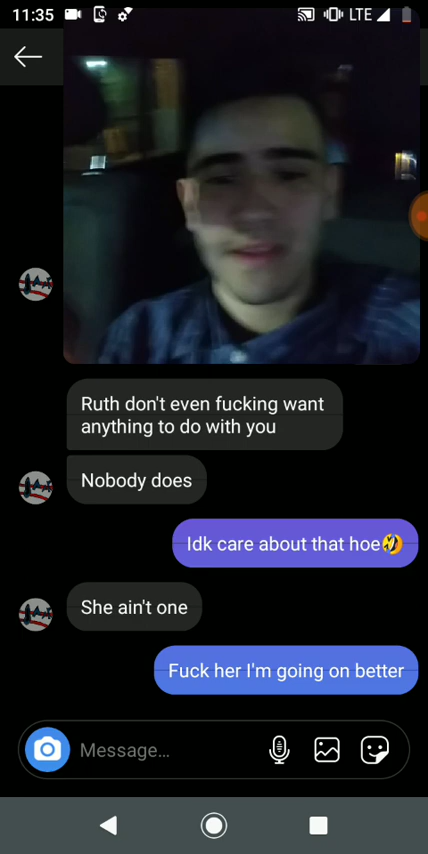 11:35 LTE
Ruth don't even fucking want
anything to do with you
Nobody does
Idk care about that hoe🤣
She ain't one
Fuck her I'm going on better
Message...